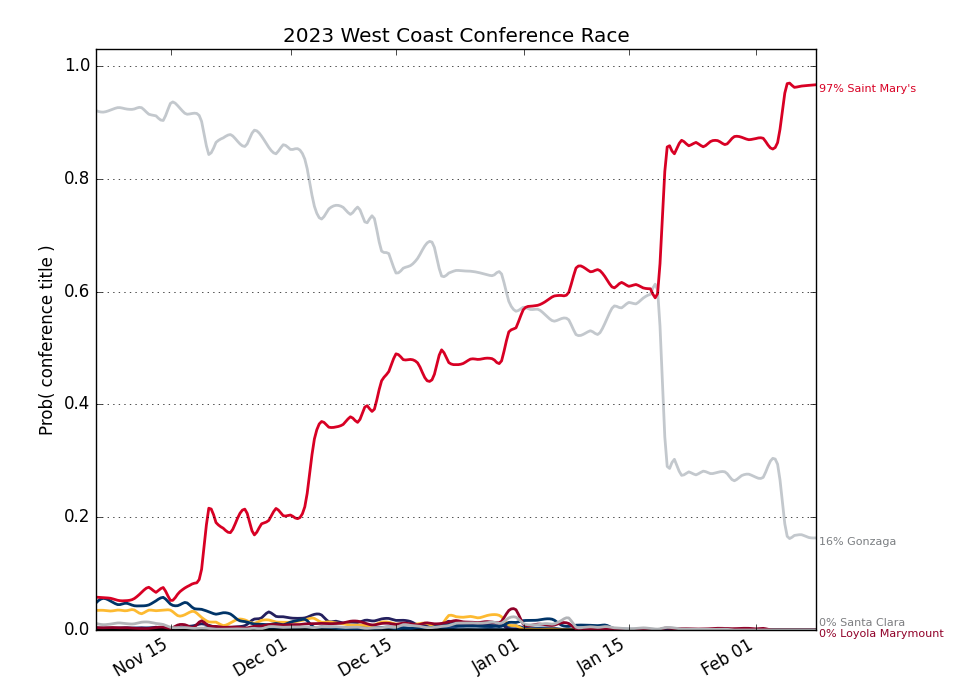 2023 West Coast Conference Race
1.0
0.8
0.6
0.4
0.2
0.0
Prob( conference title )
97% Saint Mary's
16% Gonzaga
0% Santa Clara
0% Loyola Marymount
Nov 15
Dec 01
Dec 15
Jan 01
Jan 15
Feb 01